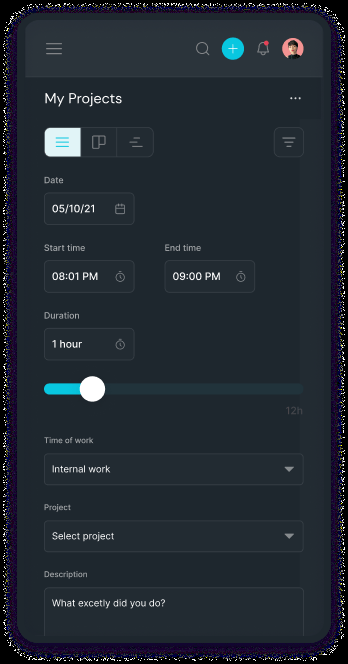 My Projects
Date
05/10/21
Start time
End time
08:01 PM
09:00 PM
Duration
1 hour
12h
Time of work
Internal work
Project
Select project
Description
What excetly did you do?